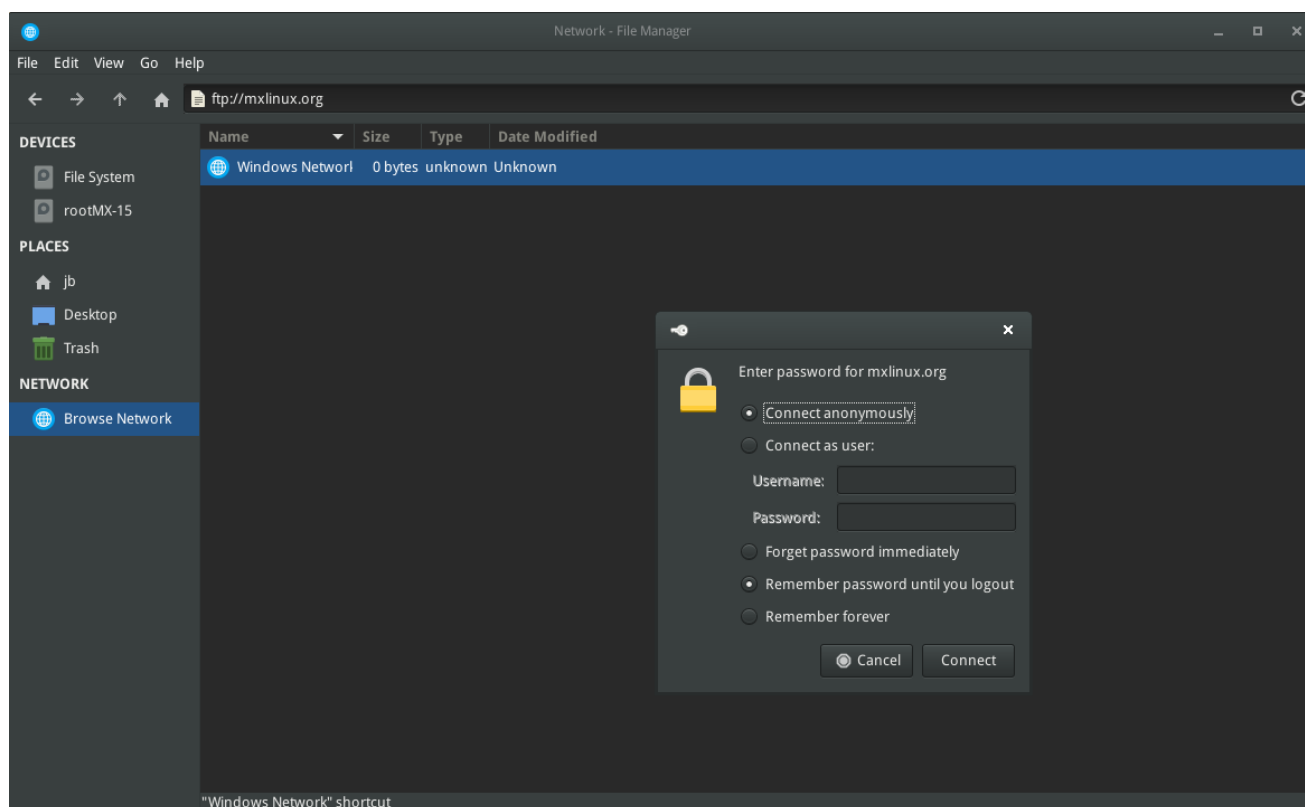 Network - File Manager
File Edit View Go Help
ftp://mxlinux.org
DEVICES
File System
rootMX-15
PLACES
jb
Desktop
Trash
NETWORK
Browse Network
Name Size Type Date Modified
Windows Network 0 bytes unknown Unknown
Enter password for mxlinux.org
Connect anonymously
Connect as user:
Username:
Password:
Forget password immediately
Remember password until you logout
Remember forever
Cancel Connect
"Windows Network" shortcut